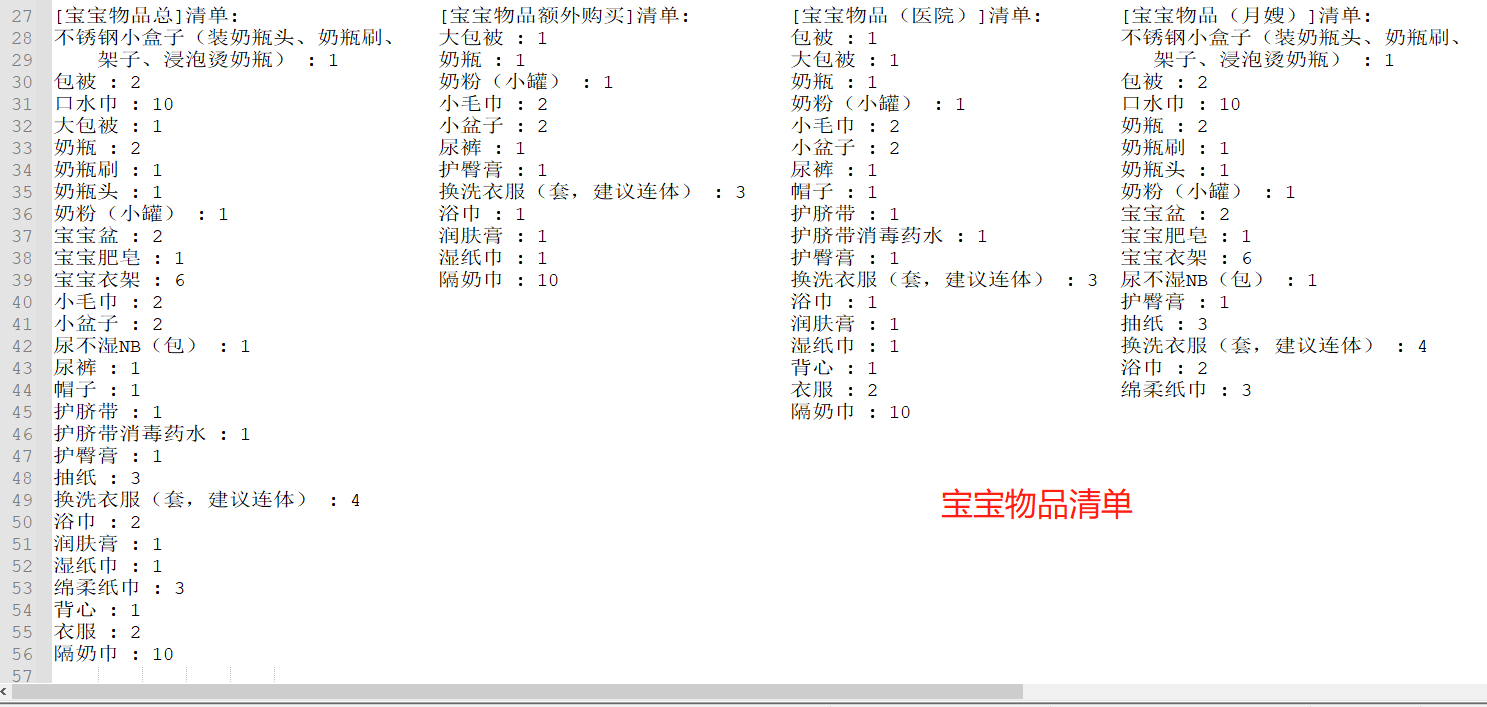 27 [宝宝物品总]清单: [宝宝物品额外购买]清单: [宝宝物品（医院）]清单: [宝宝物品（月嫂）]清单:
28 不锈钢小盒子（装奶瓶头、奶瓶刷、 大包被 : 1 包被 : 1 不锈钢小盒子（装奶瓶头、奶瓶刷、
29 架子、浸泡烫奶瓶） : 1 奶瓶 : 1 大包被 : 1 架子、浸泡烫奶瓶） : 1
30 包被 : 2 奶粉（小罐） : 1 奶瓶 : 1 包被 : 2
31 口水巾 : 10 小毛巾 : 2 奶粉（小罐） : 1 口水巾 : 10
32 大包被 : 1 小盆子 : 2 小毛巾 : 2 奶瓶 : 2
33 奶瓶 : 2 尿裤 : 1 小盆子 : 2 奶瓶刷 : 1
34 奶瓶刷 : 1 护臀膏 : 1 尿裤 : 1 奶瓶头 : 1
35 奶瓶头 : 1 换洗衣服（套，建议连体） : 3 帽子 : 1 奶粉（小罐） : 1
36 奶粉（小罐） : 1 浴巾 : 1 护脐带 : 1 宝宝盆 : 2
37 宝宝盆 : 2 润肤膏 : 1 护脐带消毒药水 : 1 宝宝肥皂 : 1
38 宝宝肥皂 : 1 湿纸巾 : 1 护臀膏 : 1 宝宝衣架 : 6
39 宝宝衣架 : 6 隔奶巾 : 10 换洗衣服（套，建议连体） : 3 尿不湿NB（包） : 1
40 小毛巾 : 2 浴巾 : 1 护臀膏 : 1
41 小盆子 : 2 润肤膏 : 1 抽纸 : 3
42 尿不湿NB（包） : 1 湿纸巾 : 1 换洗衣服（套，建议连体） : 4
43 尿裤 : 1 背心 : 1 浴巾 : 2
44 帽子 : 1 衣服 : 2 绵柔纸巾 : 3
45 护脐带 : 1 隔奶巾 : 10
46 护脐带消毒药水 : 1
47 护臀膏 : 1
48 抽纸 : 3
49 换洗衣服（套，建议连体） : 4
宝宝物品清单
50 浴巾 : 2
51 润肤膏 : 1
52 湿纸巾 : 1
53 绵柔纸巾 : 3
54 背心 : 1
55 衣服 : 2
56 隔奶巾 : 10
57